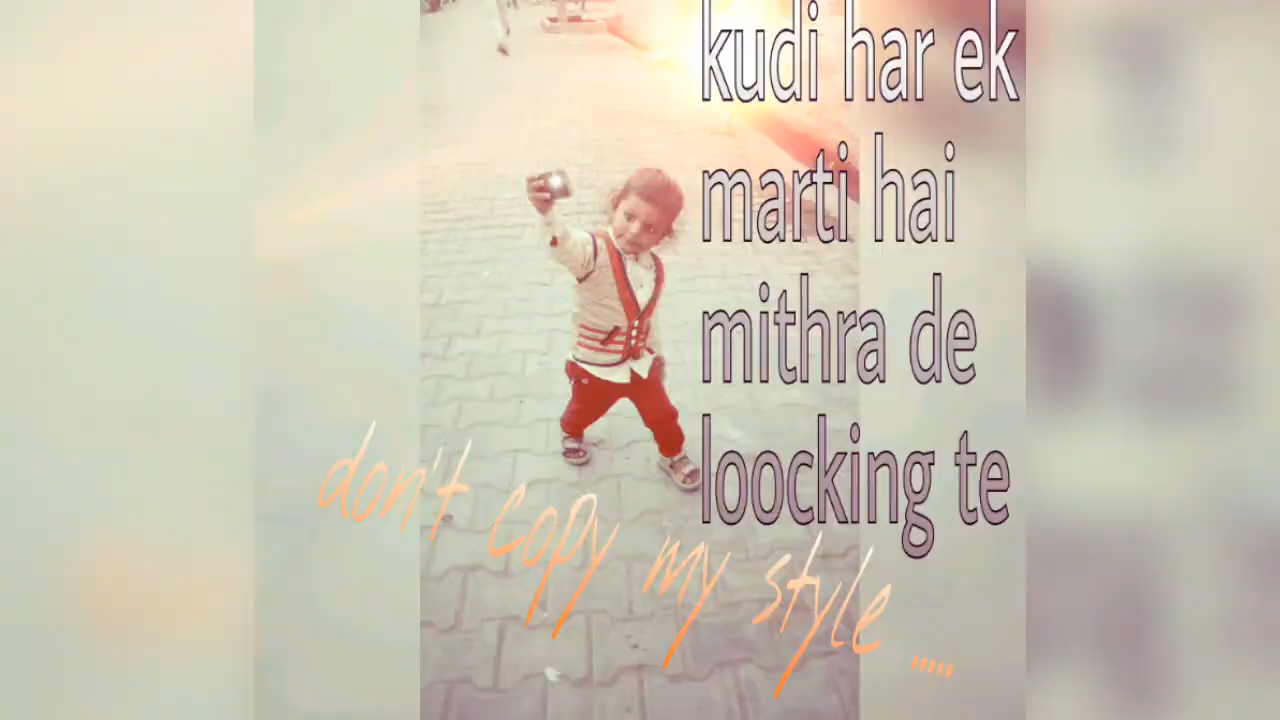 kudi har ek
marti hai
mithra de
loocking te
don't copy my style .....